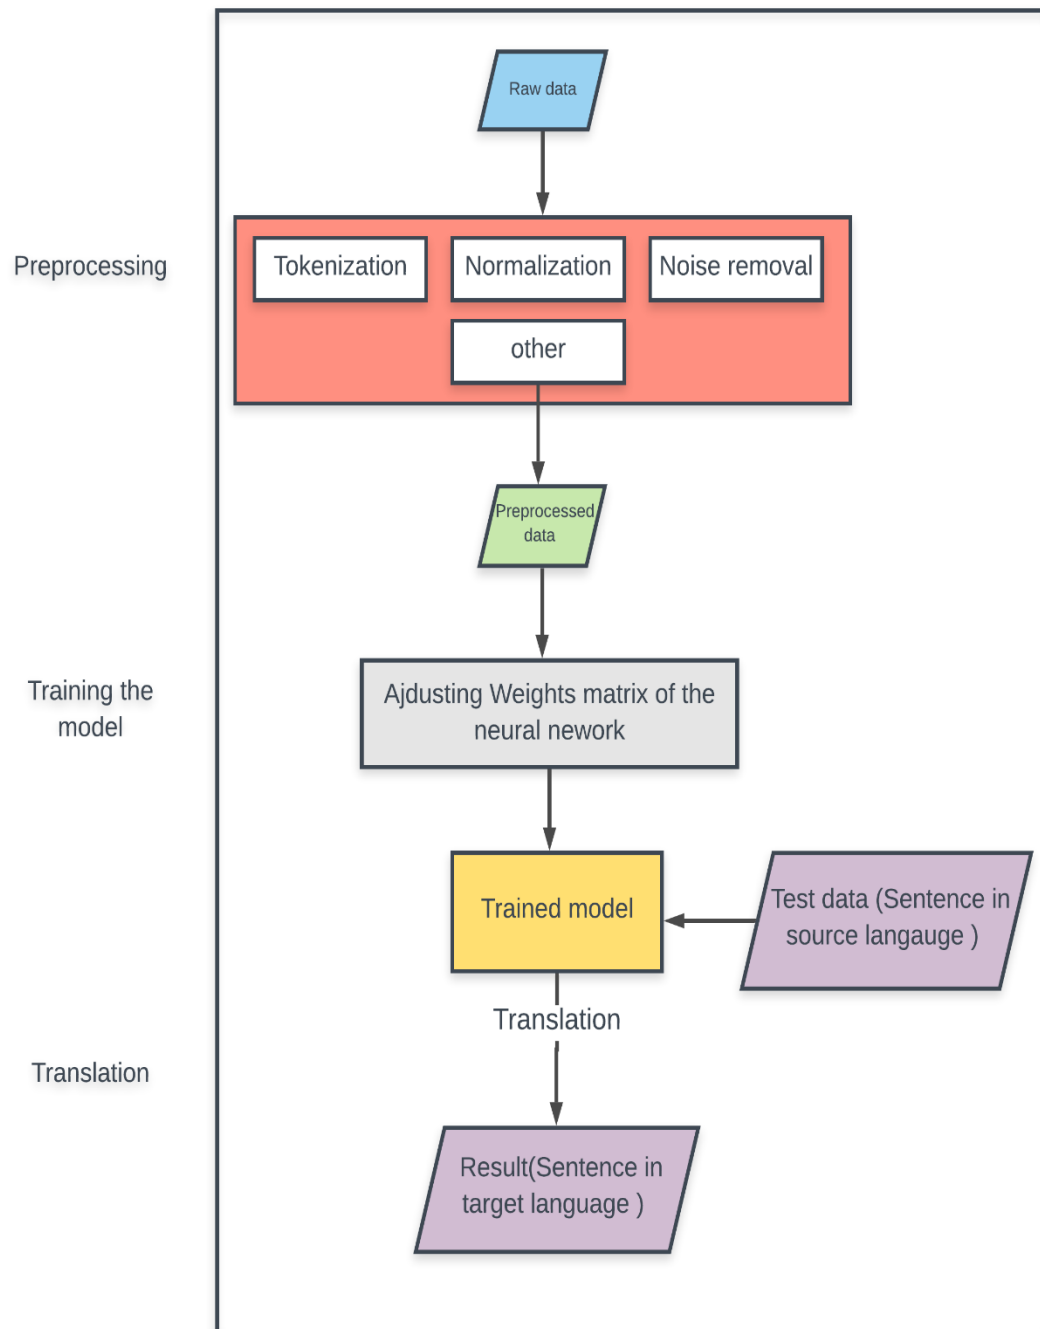 Raw data
Preprocessing
Tokenization
Normalization
Noise removal
other
Preprocessed
data
Training the
model
Ajdusting Weights matrix of the
neural nework
Trained model
Test data (Sentence in
source langauge )
Translation
Translation
Result(Sentence in
target language )